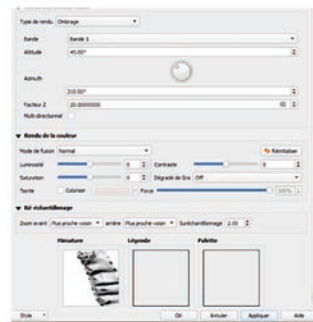 Type de rendu Ombrage
Bande Bande 1
Altitude 45.00°
Azimuth
315.00°
Facteur Z 20.00000000
Multi directionnel
Rendu de la couleur
Mode de fusion Normal Réinitialiser
Luminosité 0 Contraste 0
Saturation 0 Dégradé de Gris Off
Teinte Coloriser Force 100%
Ré-échantillonage
Zoom avant Plus proche voisin arrière Plus proche voisin Suréchantillonnage 2.00
Miniature Légende Palette
Style OK Annuler Appliquer Aide